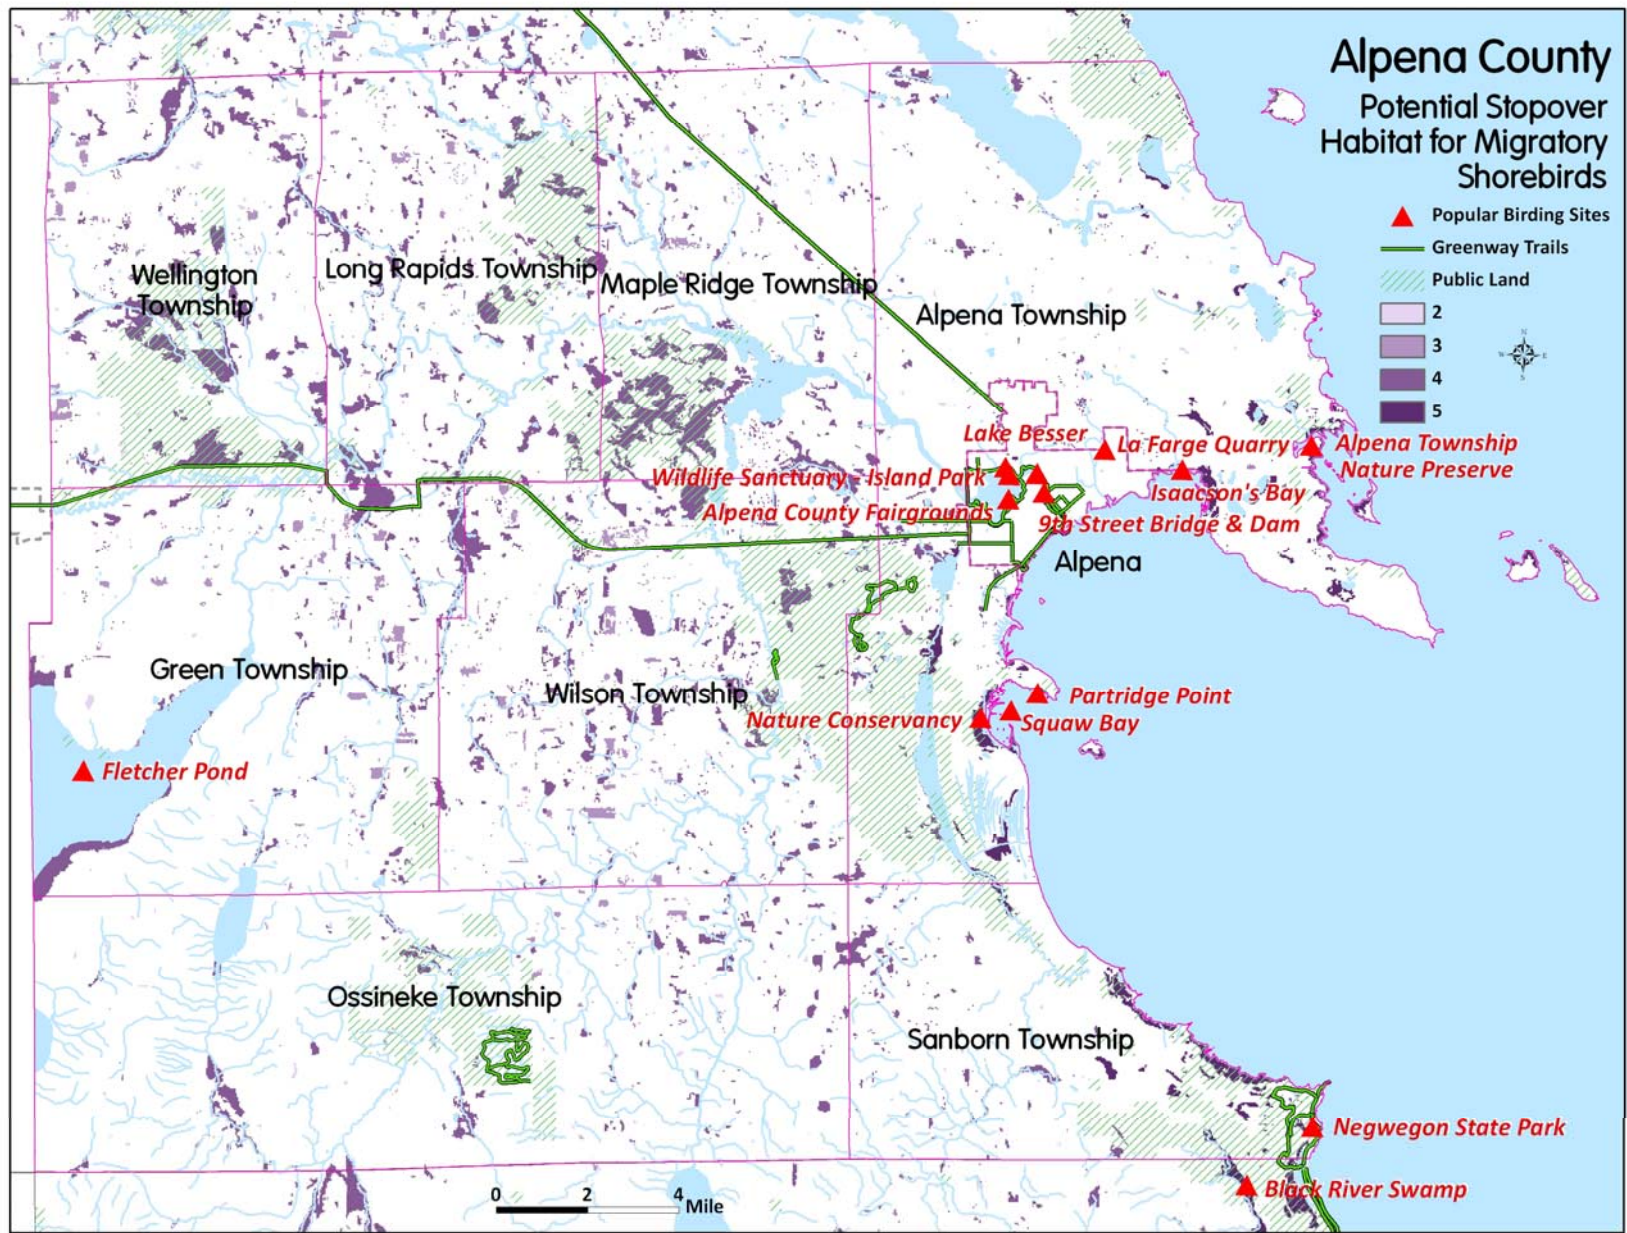 Alpena County
Potential Stopover
Habitat for Migratory
Shorebirds
Popular Birding Sites
Greenway Trails
Public Land
2
3
4
5
N
W
E
S
Wellington
Township
Long Rapids Township
Maple Ridge Township
Alpena Township
Lake Besser
La Farge Quarry
Alpena Township
Nature Preserve
Wildlife Sanctuary - Island Park
Isaacson's Bay
Alpena County Fairgrounds
9th Street Bridge & Dam
Alpena
Green Township
Wilson Township
Partridge Point
Nature Conservancy
Squaw Bay
Fletcher Pond
Ossineke Township
Sanborn Township
Negwegon State Park
Black River Swamp
0 2 4
Mile